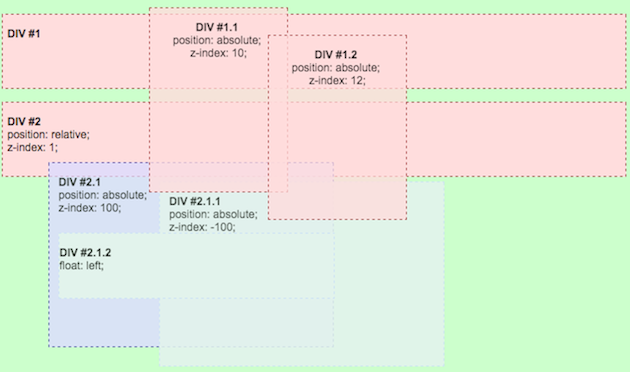 DIV #1
DIV #1.1
position: absolute;
z-index: 10;
DIV #1.2
position: absolute;
z-index: 12;
DIV #2
position: relative;
z-index: 1;
DIV #2.1
position: absolute;
z-index: 100;
DIV #2.1.1
position: absolute;
z-index: -100;
DIV #2.1.2
float: left;